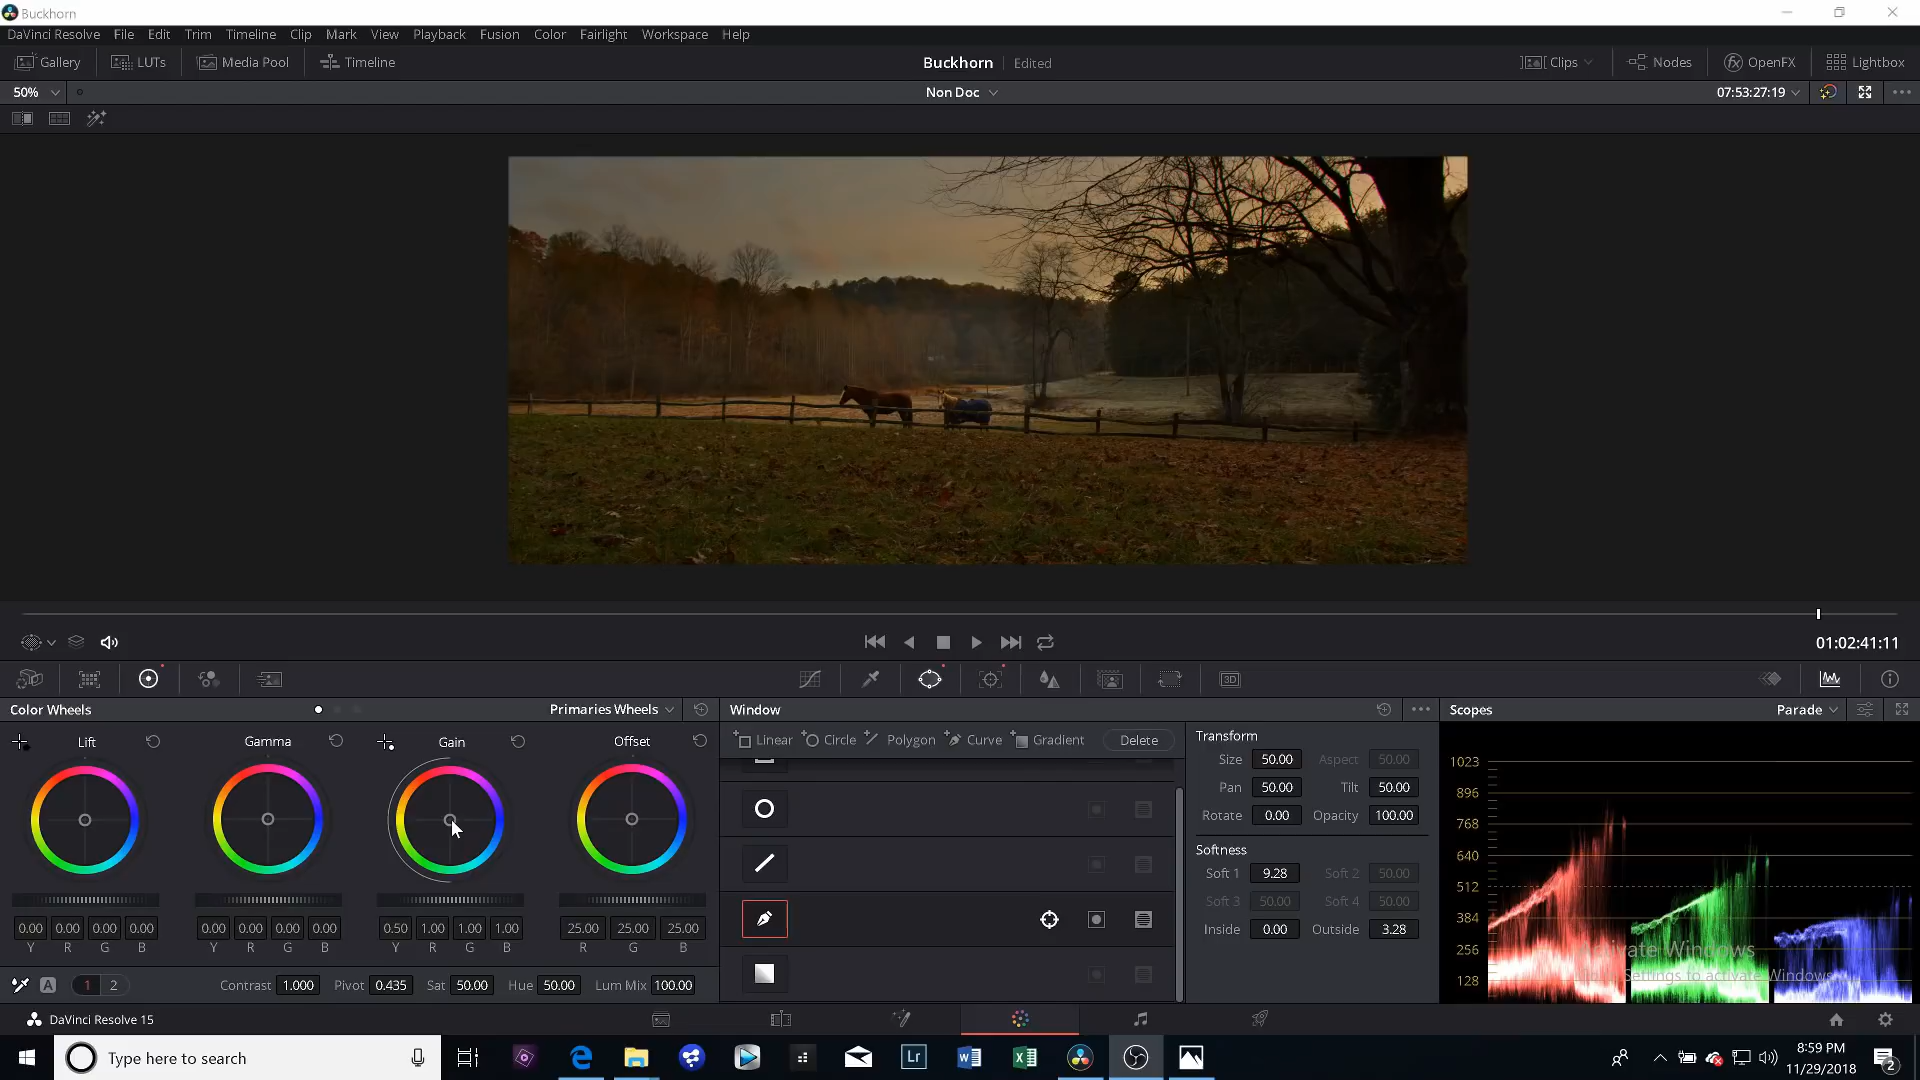 Buckhorn
DaVinci Resolve File Edit Trim Timeline Clip Mark View Playback Fusion Color Fairlight Workspace Help
Gallery LUTs Media Pool Timeline Buckhorn Edited Clips Nodes OpenFX Lightbox
50% Non Doc 07:53:27:19
01:02:41:11
3D
Color Wheels Primaries Wheels Window Scopes Parade
Lift Gamma Gain Offset
Linear Circle Polygon Curve Gradient Delete
Transform
Size 50.00 Aspect 50.00
Pan 50.00 Tilt 50.00
Rotate 0.00 Opacity 100.00
Softness
Soft 1 9.28 Soft 2 50.00
Soft 3 50.00 Soft 4 50.00
Inside 0.00 Outside 3.28
1023
896
768
640
512
384
256
128
0.00 0.00 0.00 0.00 0.00 0.00 0.00 0.00 0.50 1.00 1.00 1.00 25.00 25.00 25.00
Y R G B Y R G B Y R G B R G B
A 1 2 Contrast 1.000 Pivot 0.435 Sat 50.00 Hue 50.00 Lum Mix 100.00
Activate Windows
Settings to activate Windows.
DaVinci Resolve 15
Type here to search
Lr
8:59 PM
11/29/2018
2